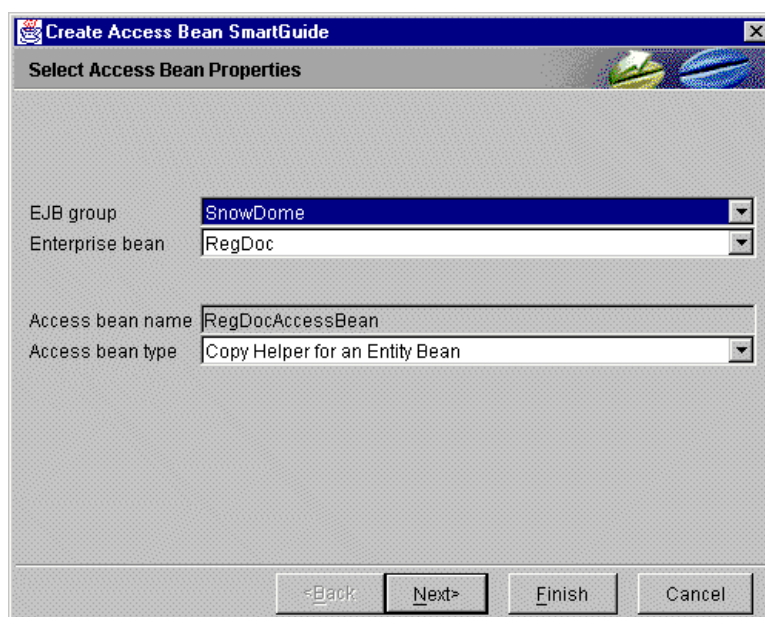 Create Access Bean SmartGuide
Select Access Bean Properties
EJB group SnowDome
Enterprise bean RegDoc
Access bean name RegDocAccessBean
Access bean type Copy Helper for an Entity Bean
<Back Next> Finish Cancel